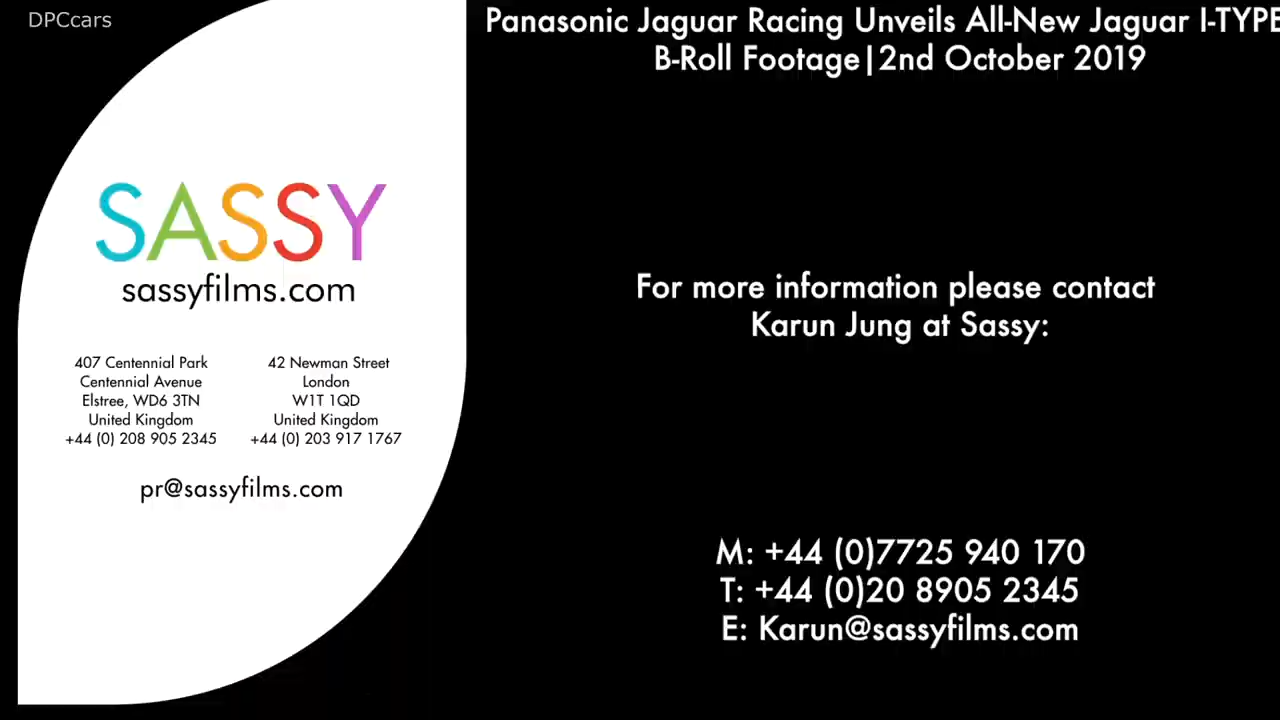 DPCcars
Panasonic Jaguar Racing Unveils All-New Jaguar I-TYPE
B-Roll Footage|2nd October 2019
SASSY
sassyfilms.com
407 Centennial Park
Centennial Avenue
Elstree, WD6 3TN
United Kingdom
+44 (0) 208 905 2345
42 Newman Street
London
W1T 1QD
United Kingdom
+44 (0) 203 917 1767
pr@sassyfilms.com
For more information please contact
Karun Jung at Sassy:
M: +44 (0)7725 940 170
T: +44 (0)20 8905 2345
E: Karun@sassyfilms.com